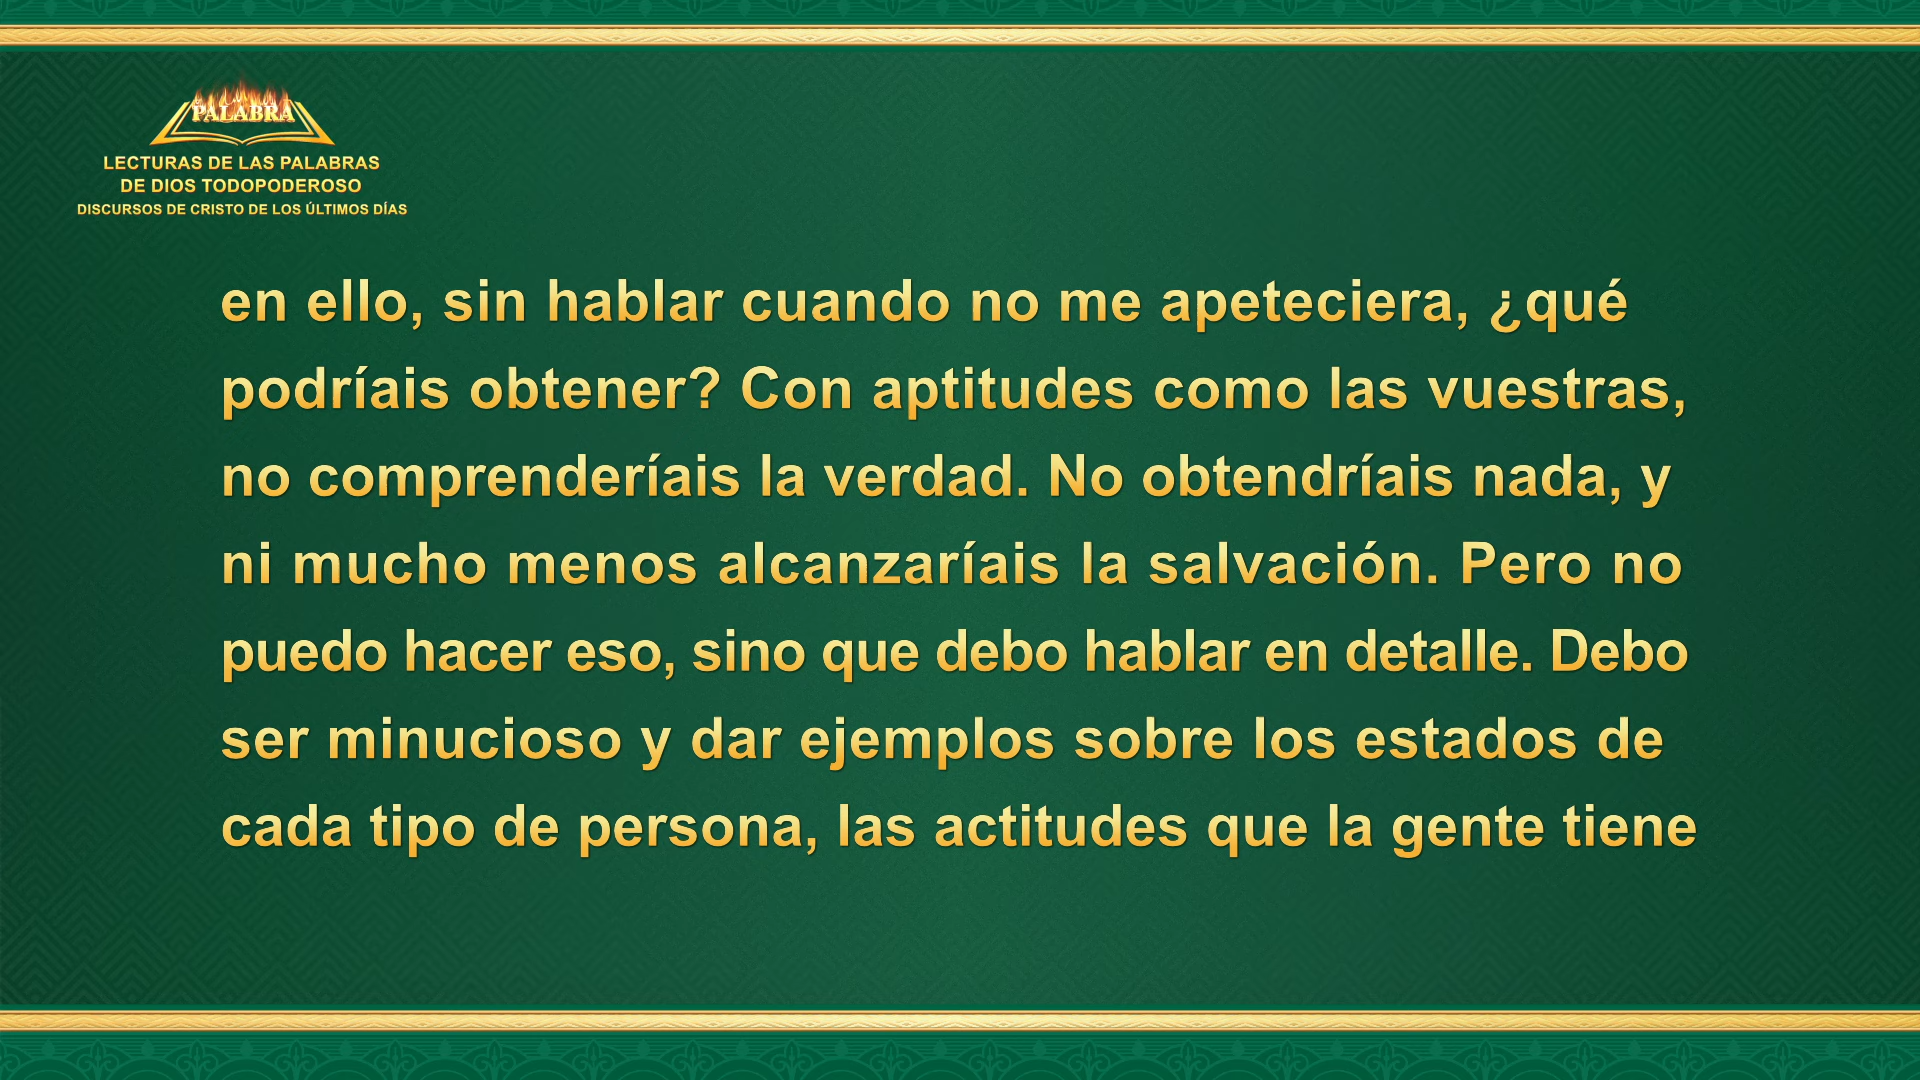 PALABRA
LECTURAS DE LAS PALABRAS
DE DIOS TODOPODEROSO
DISCURSOS DE CRISTO DE LOS ÚLTIMOS DÍAS
en ello, sin hablar cuando no me apeteciera, ¿qué
podríais obtener? Con aptitudes como las vuestras,
no comprenderíais la verdad. No obtendríais nada, y
ni mucho menos alcanzaríais la salvación. Pero no
puedo hacer eso, sino que debo hablar en detalle. Debo
ser minucioso y dar ejemplos sobre los estados de
cada tipo de persona, las actitudes que la gente tiene